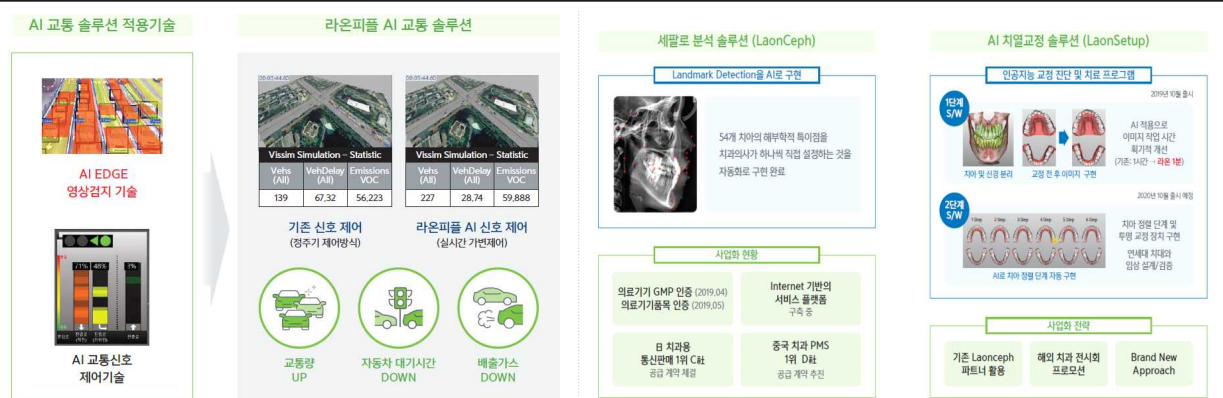 AI 교통 솔루션 적용기술
AI EDGE
영상검지 기술
71%
48%
3%
AI 교통신호
제어기술
라온피플 AI 교통 솔루션
Vissim Simulation – Statistic
Vehs
(All)
VehDelay
(All)
Emissions
VOC
139
67,32
56,223
기존 신호 제어
(정주기 제어방식)
Vissim Simulation – Statistic
Vehs
(All)
VehDelay
(All)
Emissions
VOC
227
28,74
59,888
라온피플 AI 신호 제어
(실시간 가변제어)
교통량
UP
자동차 대기시간
DOWN
배출가스
DOWN
세팔로 분석 솔루션 (LaonCeph)
Landmark Detection을 AI로 구현
54개 치아의 해부학적 특이점을
치과의사가 하나씩 직접 설정하는 것을
자동화로 구현 완료
사업화 현황
의료기기 GMP 인증 (2019.04)
의료기기품목 인증 (2019.05)
Internet 기반의
서비스 플랫폼
구축 중
日 치과용
통신판매 1위 C社
공급 계약 체결
중국 치과 PMS
1위 D社
공급 계약 추진
AI 치열교정 솔루션 (LaonSetup)
인공지능 교정 진단 및 치료 프로그램
2019년 10월 출시
1단계
S/W
치아 및 신경 분리
교정 전 후 이미지 구현
AI 적용으로
이미지 작업 시간
획기적 개선
(기존: 1시간 → 라온 1분)
2020년 10월 출시 예정
2단계
S/W
1 Step
2 Step
3 Step
4 Step
5 Step
6 Step
AI로 치아 정렬 단계 자동 구현
치아 정렬 단계 및
투명 교정 장치 구현
연세대 치대와
임상 설계/검증
사업화 전략
기존 Laonceph
파트너 활용
해외 치과 전시회
프로모션
Brand New
Approach